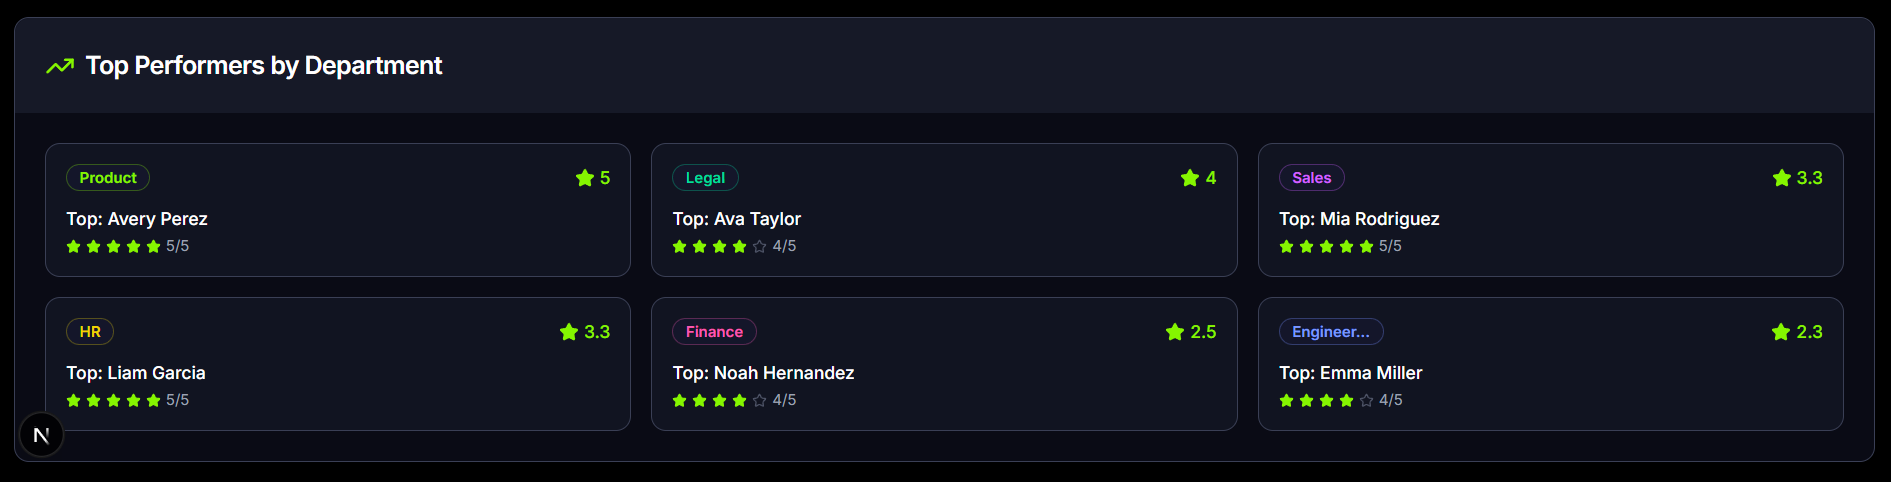 Top Performers by Department
Product
5
Top: Avery Perez
5/5
Legal
4
Top: Ava Taylor
4/5
Sales
3.3
Top: Mia Rodriguez
5/5
HR
3.3
Top: Liam Garcia
5/5
Finance
2.5
Top: Noah Hernandez
4/5
Engineer...
2.3
Top: Emma Miller
4/5
N